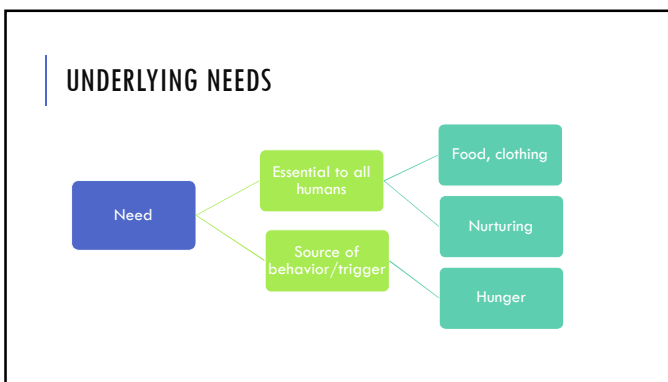 UNDERLYING NEEDS
Need
Essential to all
humans
Source of
behavior/trigger
Food, clothing
Nurturing
Hunger